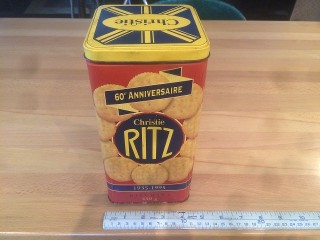 Christie
60e ANNIVERSAIRE
Christie
RITZ
1935-1995